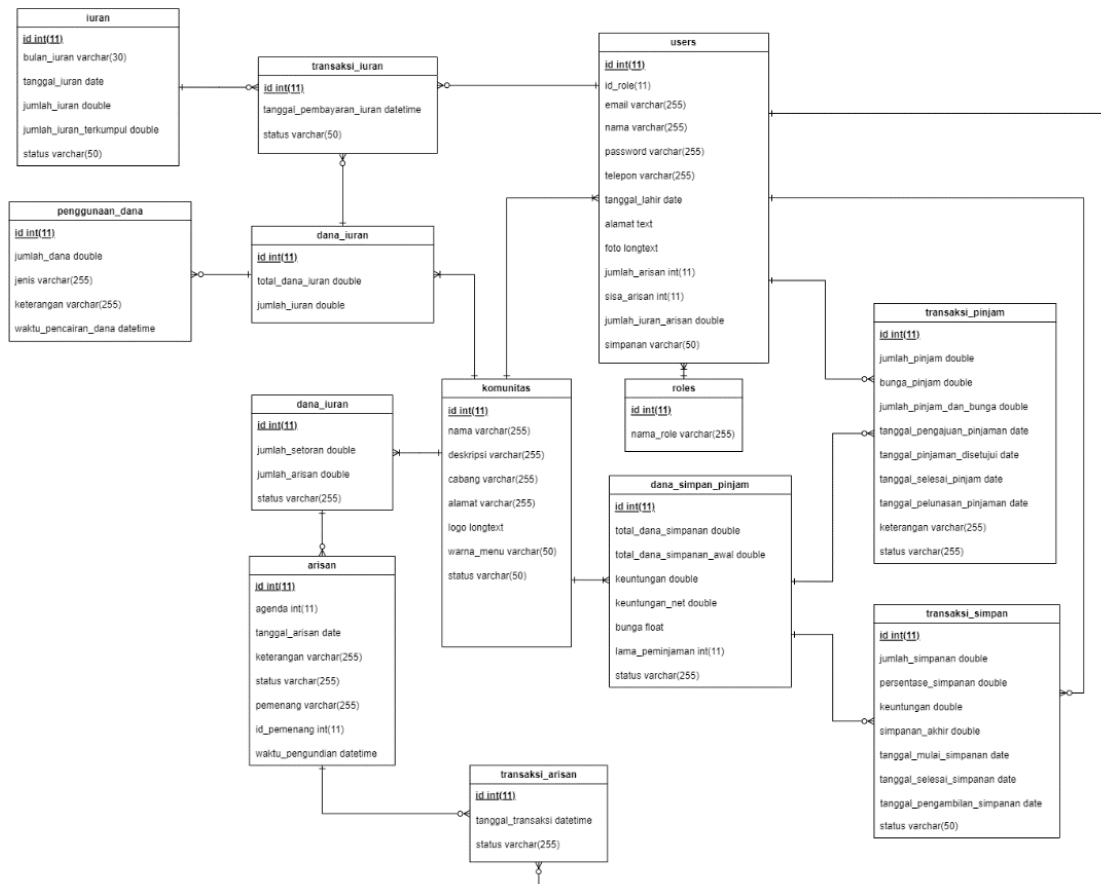 iuran
id int(11)
bulan_iuran varchar(30)
tanggal_iuran date
jumlah_iuran double
jumlah_iuran_terkumpul double
status varchar(50)
transaksi_iuran
id int(11)
tanggal_pembayaran_iuran datetime
status varchar(50)
users
id int(11)
id_role(11)
email varchar(255)
nama varchar(255)
password varchar(255)
telepon varchar(255)
tanggal_lahir date
alamat text
foto longtext
jumlah_arisan int(11)
sisa_arisan int(11)
jumlah_iuran_arisan double
simpanan varchar(50)
penggunaan_dana
id int(11)
jumlah_dana double
jenis varchar(255)
keterangan varchar(255)
waktu_pencairan_dana datetime
dana_iuran
id int(11)
total_dana_iuran double
jumlah_iuran double
transaksi_pinjam
id int(11)
jumlah_pinjam double
bunga_pinjam double
jumlah_pinjam_dan_bunga double
tanggal_pengajuan_pinjaman date
tanggal_pinjaman_disetujui date
tanggal_selesai_pinjam date
tanggal_pelunasan_pinjaman date
keterangan varchar(255)
status varchar(255)
dana_iuran
id int(11)
jumlah_setoran double
jumlah_arisan double
status varchar(255)
komunitas
id int(11)
nama varchar(255)
deskripsi varchar(255)
cabang varchar(255)
alamat varchar(255)
logo longtext
warna_menu varchar(50)
status varchar(50)
roles
id int(11)
nama_role varchar(255)
dana_simpan_pinjam
id int(11)
total_dana_simpanan double
total_dana_simpanan_awal double
keuntungan double
keuntungan_net double
bunga float
lama_peminjaman int(11)
status varchar(255)
arisan
id int(11)
agenda int(11)
tanggal_arisan date
keterangan varchar(255)
status varchar(255)
pemenang varchar(255)
id_pemenang int(11)
waktu_pengundian datetime
transaksi_simpan
id int(11)
jumlah_simpanan double
persentase_simpanan double
keuntungan double
simpanan_akhir double
tanggal_mulai_simpanan date
tanggal_selesai_simpanan date
tanggal_pengambilan_simpanan date
status varchar(50)
transaksi_arisan
id int(11)
tanggal_transaksi datetime
status varchar(255)